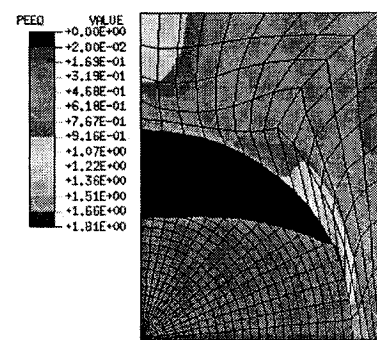 PEEQ VALUE
+0.00E+00
+2.00E-02
+1.69E-01
+3.19E-01
+4.68E-01
+6.18E-01
+7.67E-01
+9.16E-01
+1.07E+00
+1.22E+00
+1.36E+00
+1.51E+00
+1.66E+00
+1.81E+00